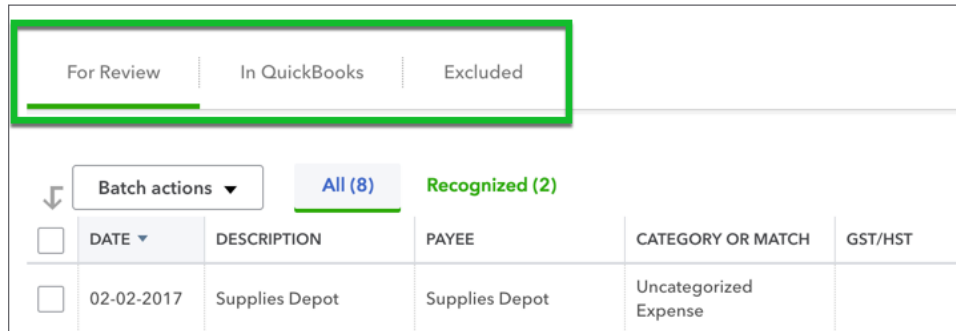 For Review In QuickBooks Excluded
Batch actions All (8) Recognized (2)
DATE DESCRIPTION PAYEE CATEGORY OR MATCH GST/HST
02-02-2017 Supplies Depot Supplies Depot Uncategorized
Expense